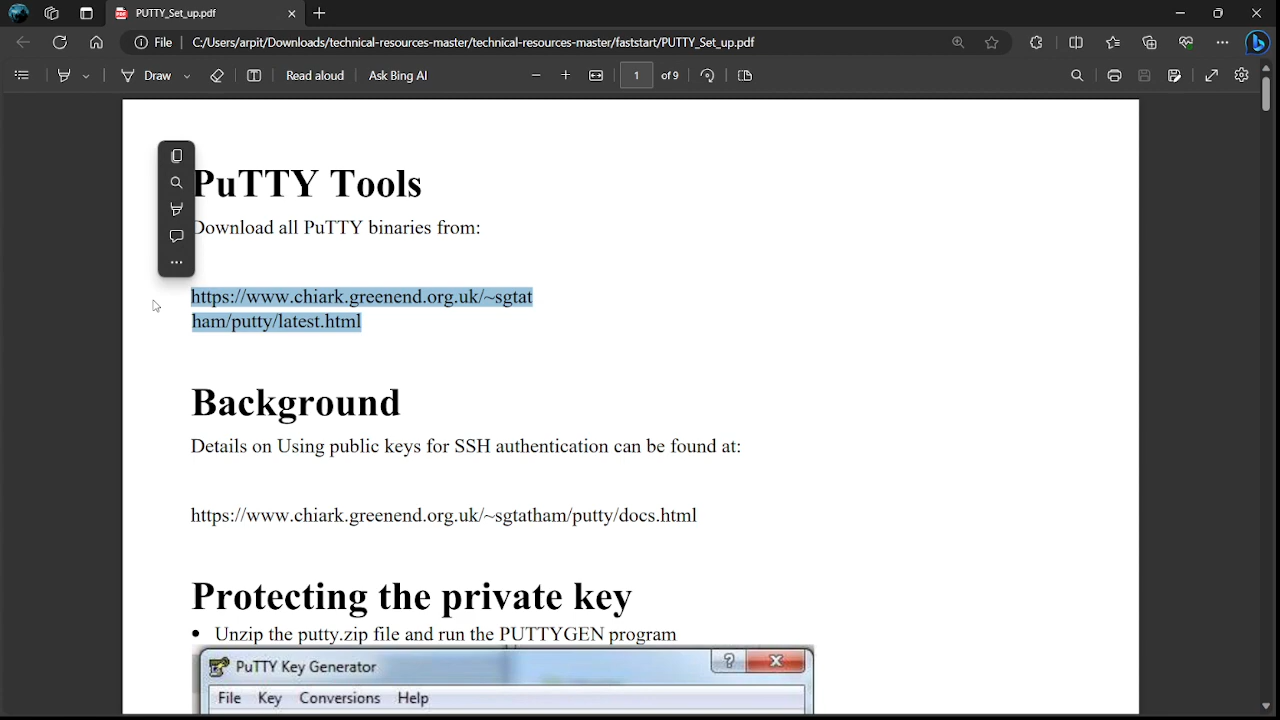 PUTTY_Set_up.pdf
File C:/Users/arpit/Downloads/technical-resources-master/technical-resources-master/faststart/PUTTY_Set_up.pdf
Draw Read aloud Ask Bing AI 1 of 9
PuTTY Tools
Download all PuTTY binaries from:
https://www.chiark.greenend.org.uk/~sgtat
ham/putty/latest.html
Background
Details on Using public keys for SSH authentication can be found at:
https://www.chiark.greenend.org.uk/~sgtatham/putty/docs.html
Protecting the private key
• Unzip the putty.zip file and run the PUTTYGEN program
PuTTY Key Generator
File Key Conversions Help